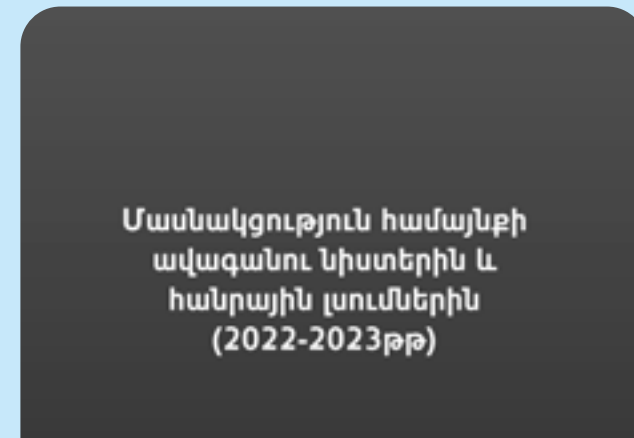 Մասնակցություն համայնքի
ավագանու նիստերին և
հանրային լսումներին
(2022-2023թթ)